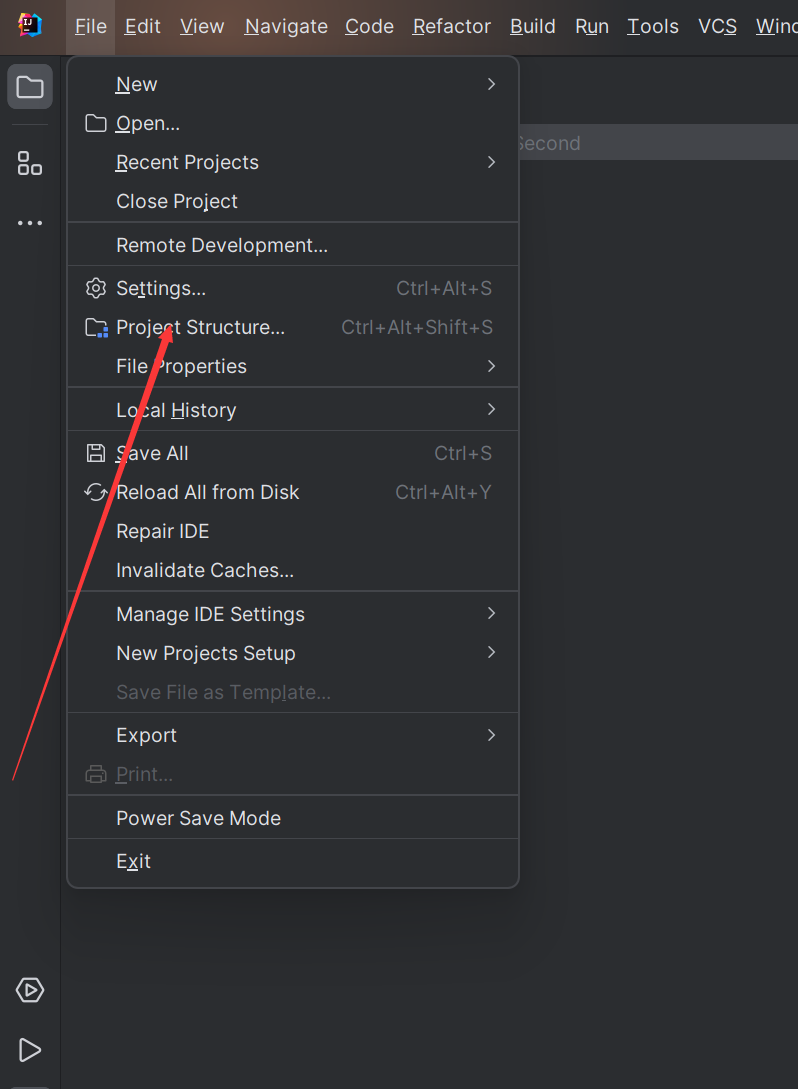 IJ
File Edit View Navigate Code Refactor Build Run Tools VCS Wind
New
Open...
Second
Recent Projects
Close Project
Remote Development...
Settings... Ctrl+Alt+S
Project Structure... Ctrl+Alt+Shift+S
File Properties
Local History
Save All Ctrl+S
Reload All from Disk Ctrl+Alt+Y
Repair IDE
Invalidate Caches...
Manage IDE Settings
New Projects Setup
Save File as Template...
Export
Print...
Power Save Mode
Exit